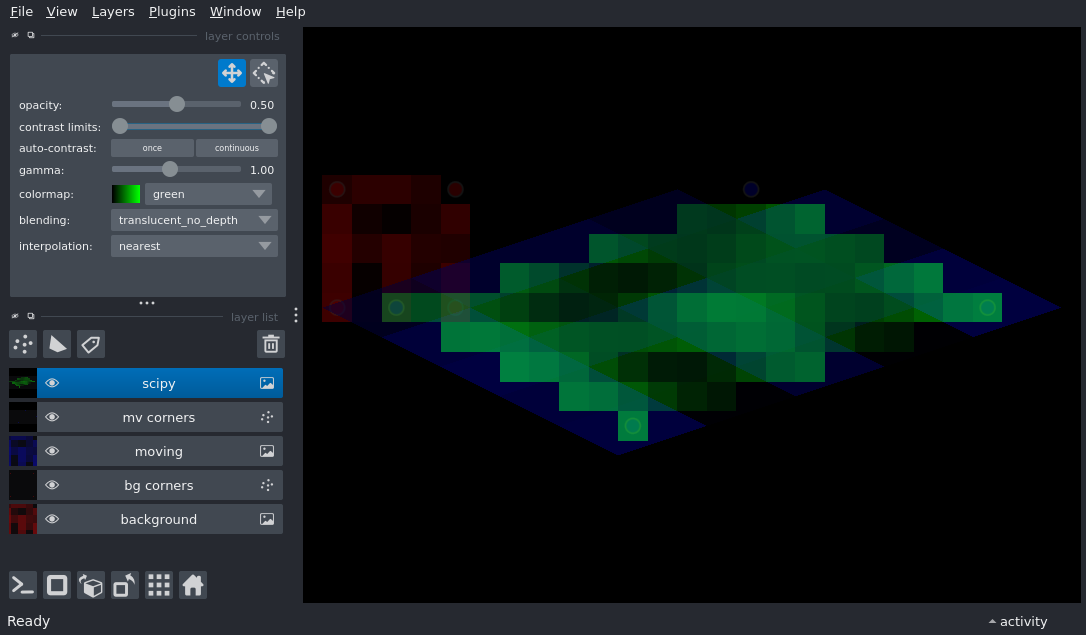 File View Layers Plugins Window Help
layer controls
opacity: 0.50
contrast limits:
auto-contrast: once continuous
gamma: 1.00
colormap: green
blending: translucent_no_depth
interpolation: nearest
layer list
scipy
mv corners
moving
bg corners
background
Ready activity